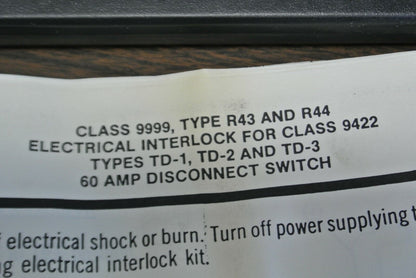 CLASS 9999, TYPE R43 AND R44
ELECTRICAL INTERLOCK FOR CLASS 9422
TYPES TD-1, TD-2 AND TD-3
60 AMP DISCONNECT SWITCH
electrical shock or burn. Turn off power supplying
electrical interlock kit.